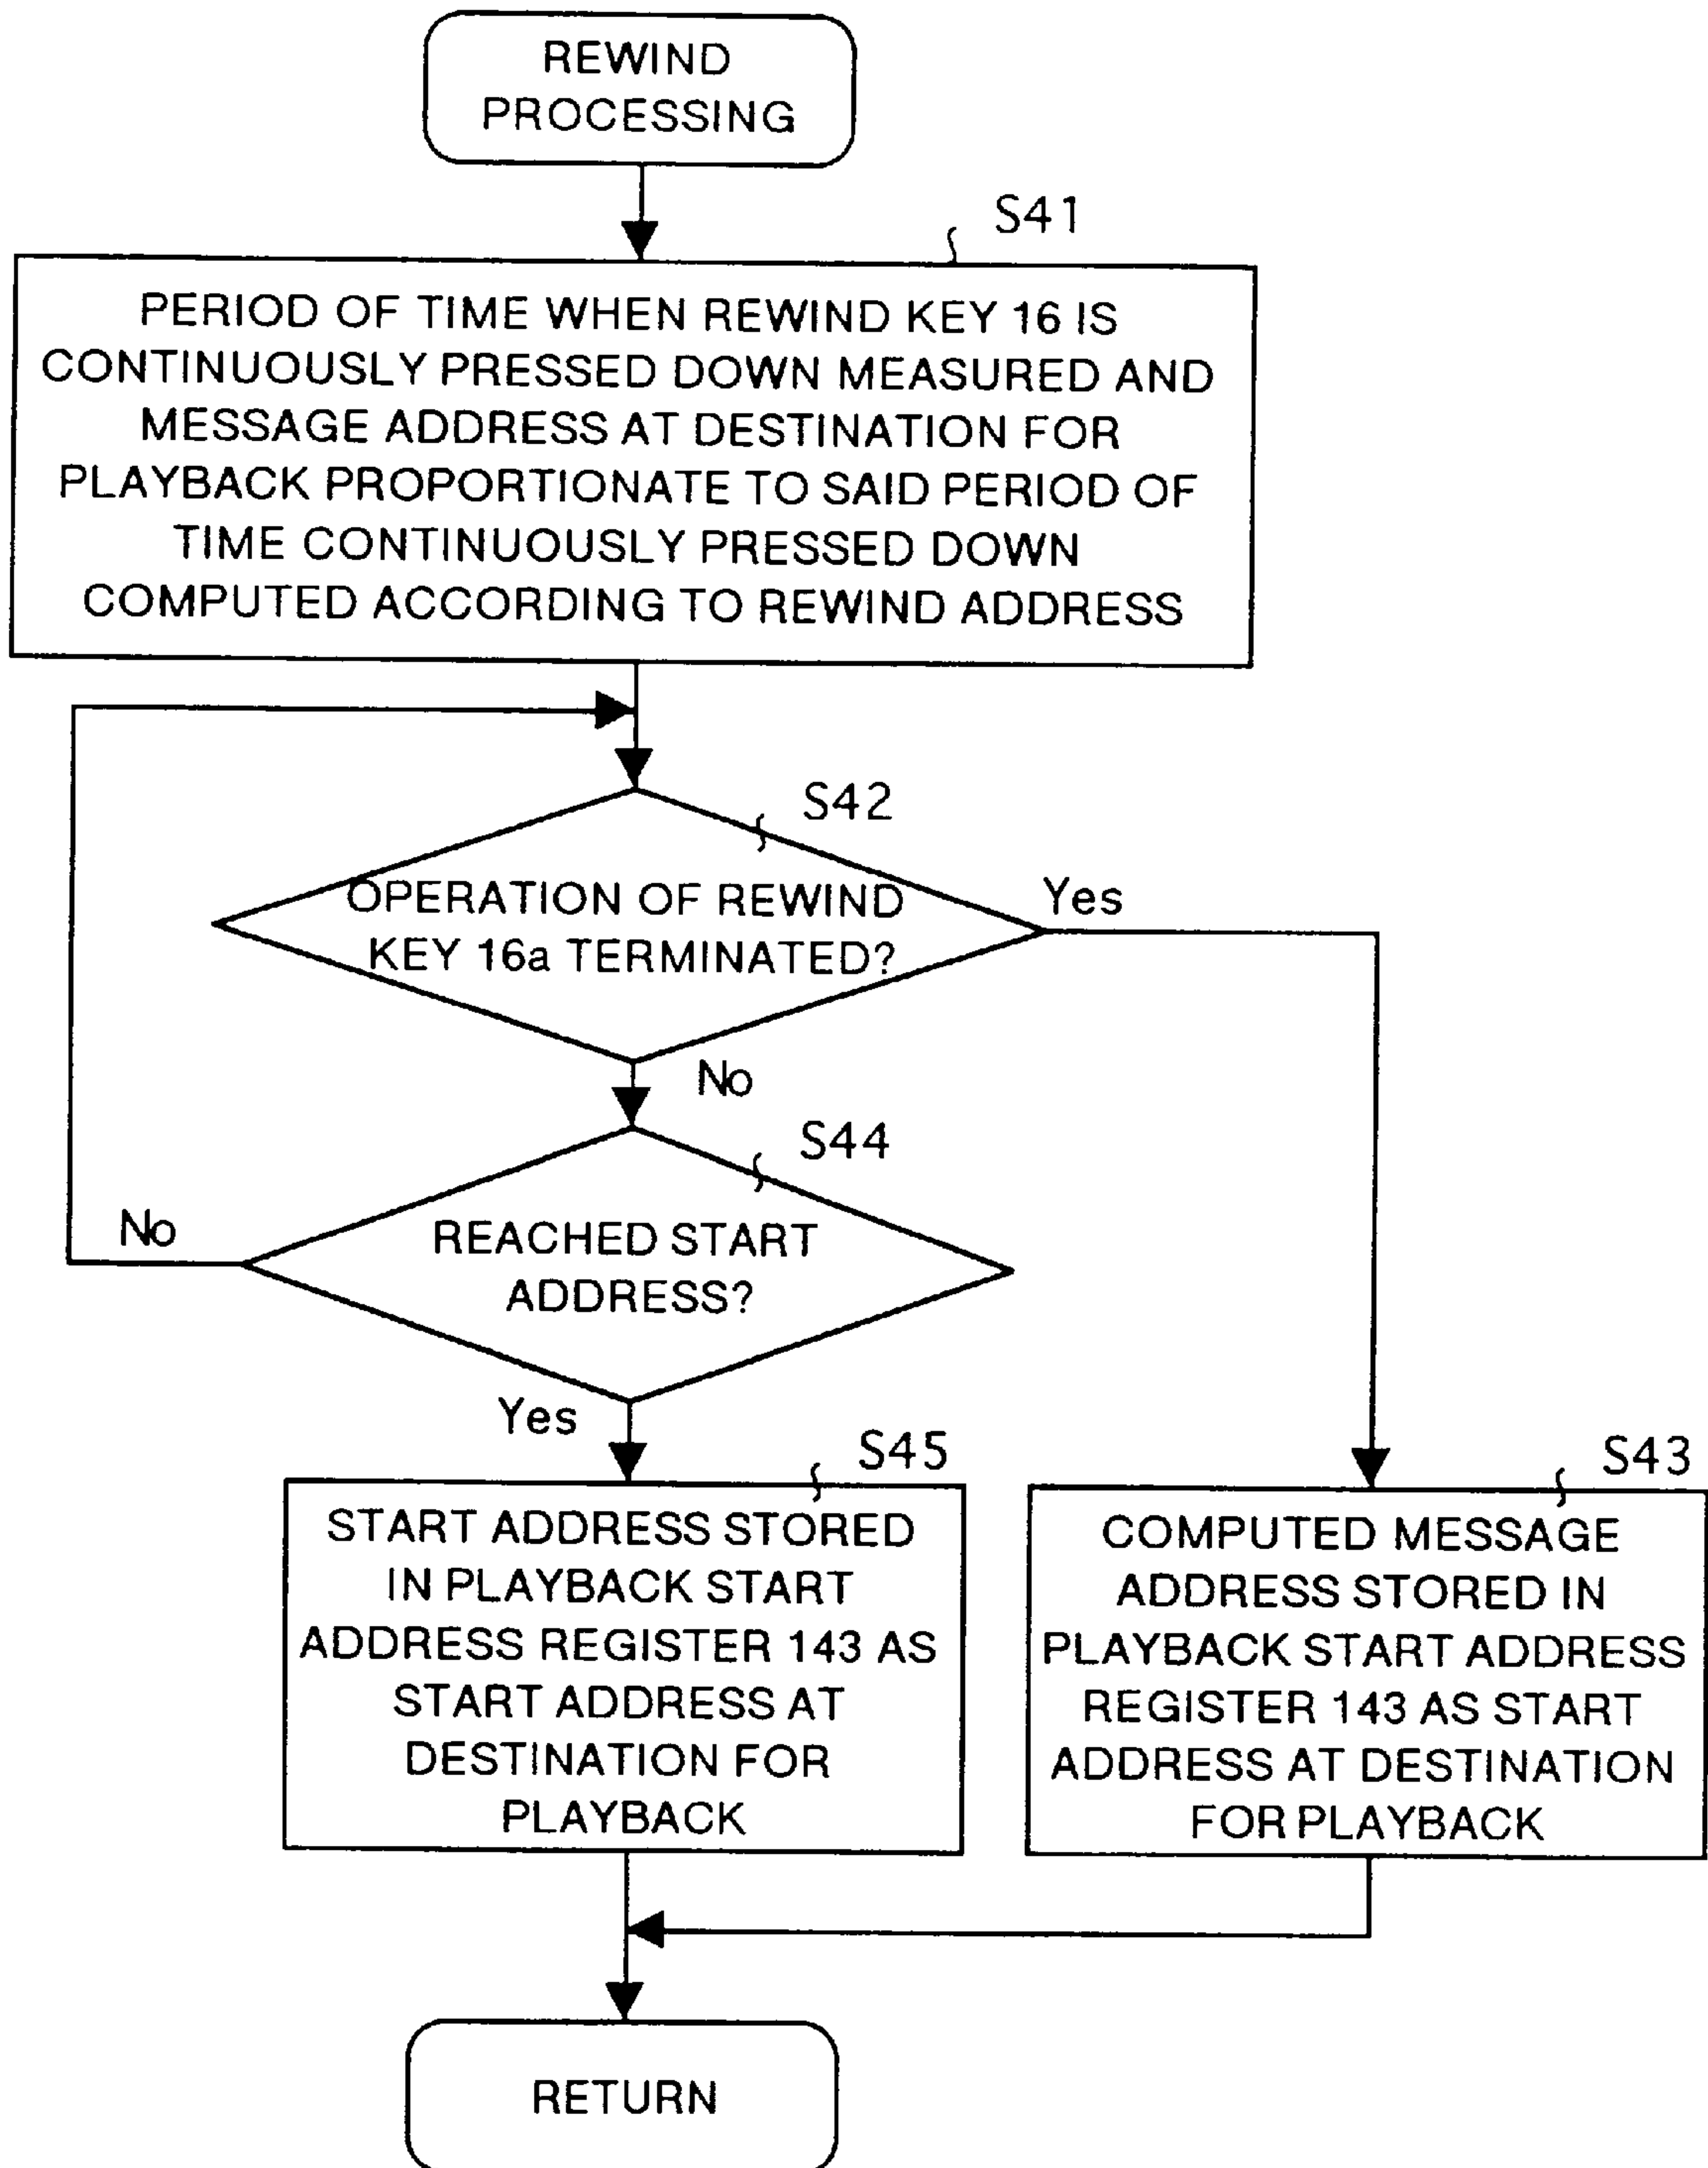 REWIND
PROCESSING
S41
PERIOD OF TIME WHEN REWIND KEY 16 IS
CONTINUOUSLY PRESSED DOWN MEASURED AND
MESSAGE ADDRESS AT DESTINATION FOR
PLAYBACK PROPORTIONATE TO SAID PERIOD OF
TIME CONTINUOUSLY PRESSED DOWN
COMPUTED ACCORDING TO REWIND ADDRESS
S42
OPERATION OF REWIND
KEY 16a TERMINATED?
Yes
No
S44
REACHED START
ADDRESS?
No
Yes
S45
START ADDRESS STORED
IN PLAYBACK START
ADDRESS REGISTER 143 AS
START ADDRESS AT
DESTINATION FOR
PLAYBACK
S43
COMPUTED MESSAGE
ADDRESS STORED IN
PLAYBACK START ADDRESS
REGISTER 143 AS START
ADDRESS AT DESTINATION
FOR PLAYBACK
RETURN